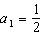 a₁ = 1/2